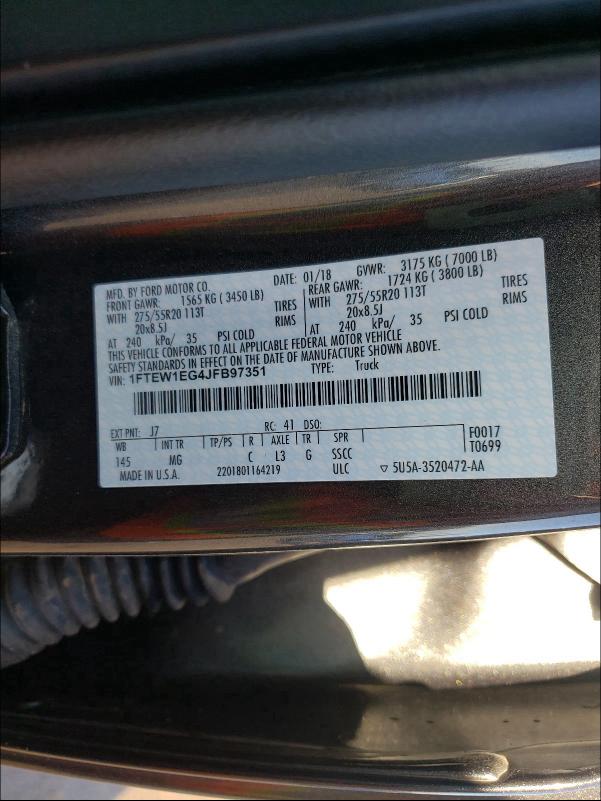 MFD. BY FORD MOTOR CO. DATE: 01/18 GVWR: 3175 KG ( 7000 LB)
FRONT GAWR: 1565 KG ( 3450 LB) REAR GAWR: 1724 KG ( 3800 LB)
WITH 275/55R20 113T TIRES WITH 275/55R20 113T TIRES
20x8.5J RIMS 20x8.5J RIMS
AT 240 kPa/ 35 PSI COLD AT 240 kPa/ 35 PSI COLD
THIS VEHICLE CONFORMS TO ALL APPLICABLE FEDERAL MOTOR VEHICLE
SAFETY STANDARDS IN EFFECT ON THE DATE OF MANUFACTURE SHOWN ABOVE.
VIN: 1FTEW1EG4JFB97351 TYPE: Truck
EXT PNT: J7 RC: 41 DSO: F0017
WB INT TR TP/PS R AXLE TR SPR T0699
145 MG C L3 G SSCC
MADE IN U.S.A. 2201801164219 ULC ▽ 5U5A-3520472-AA